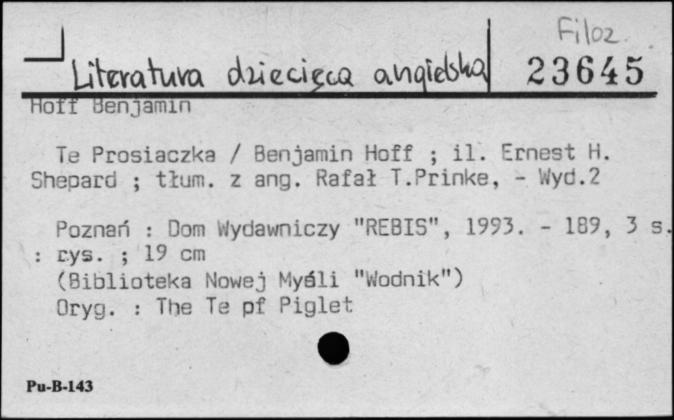 Filoz.
Literatura dziecięca angielska
23645
Hoff Benjamin
Te Prosiaczka / Benjamin Hoff ; il. Ernest H.
Shepard ; tłum. z ang. Rafał T.Prinke, - Wyd.2
Poznań : Dom Wydawniczy "REBIS", 1993. - 189, 3 s.
: rys. ; 19 cm
(Biblioteka Nowej Myśli "Wodnik")
Oryg. : The Te pf Piglet
Pu-B-143